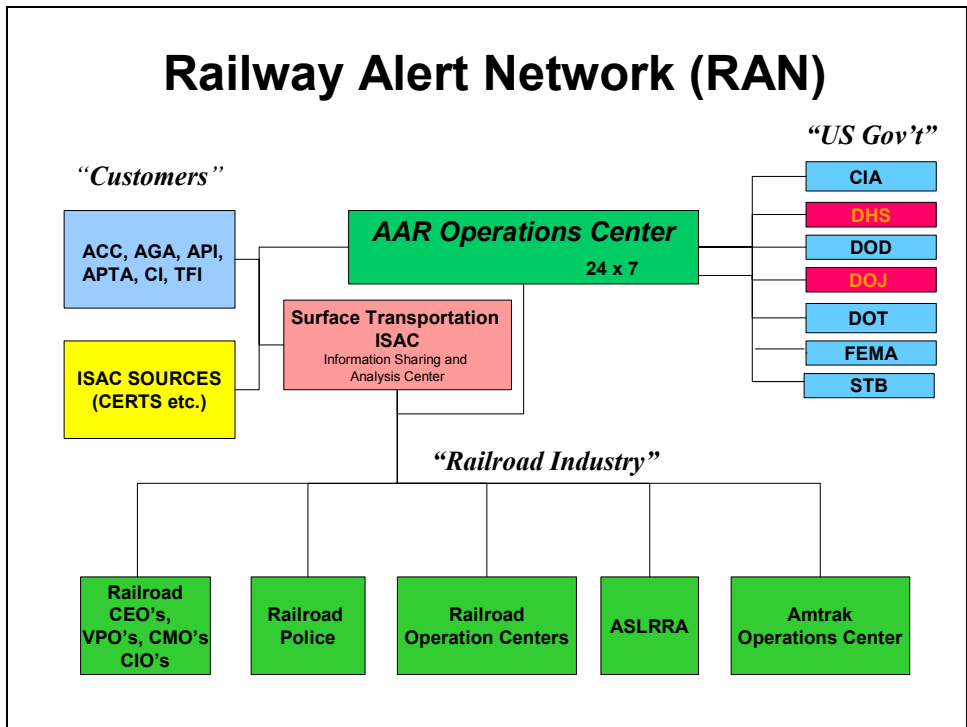 Railway Alert Network (RAN)
“US Gov’t”
“Customers”
CIA
DHS
DOD
DOJ
DOT
FEMA
STB
ACC, AGA, API,
APTA, CI, TFI
AAR Operations Center
24 x 7
Surface Transportation
ISAC
Information Sharing and
Analysis Center
ISAC SOURCES
(CERTS etc.)
“Railroad Industry”
Railroad
CEO's,
VPO's, CMO's
CIO's
Railroad
Police
Railroad
Operation Centers
ASLRRA
Amtrak
Operations Center